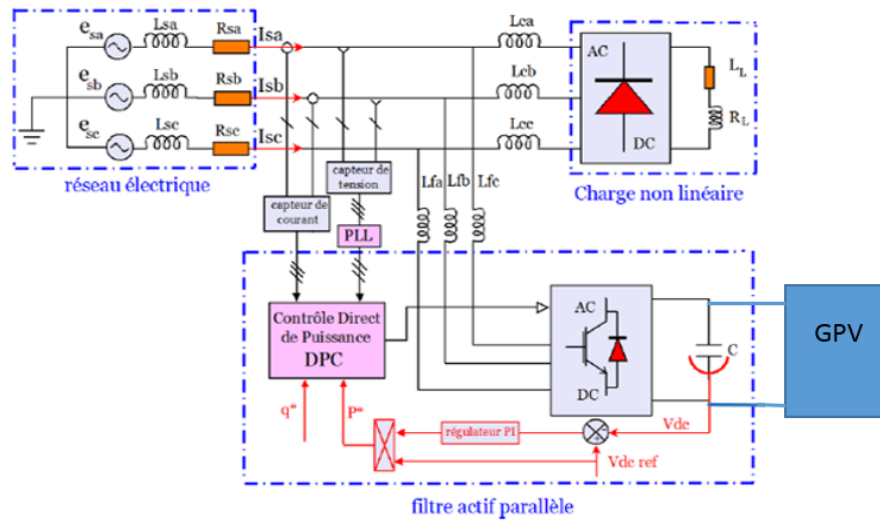 esa
Lsa
Rsa
Isa
esb
Lsb
Rsb
Isb
esc
Lsc
Rsc
Isc
réseau électrique
Lca
Lcb
Lcc
AC
DC
LL
RL
Charge non linéaire
capteur de
tension
capteur de
courant
PLL
Lfa
Lfb
Lfc
Contrôle Direct
de Puissance
DPC
AC
DC
C
GPV
q*
P*
régulateur PI
Vdc
Vdc ref
filtre actif parallèle